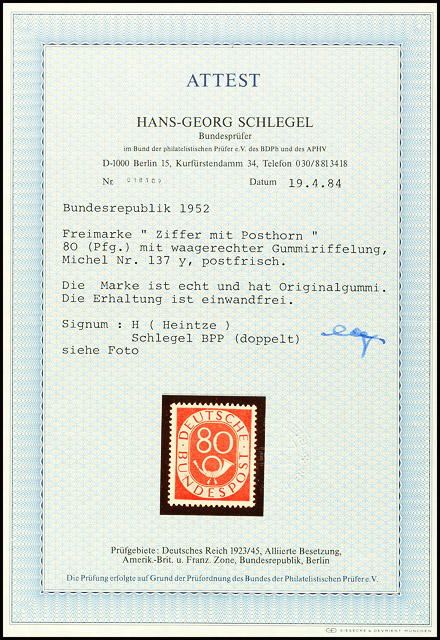 ATTEST
HANS-GEORG SCHLEGEL
Bundesprüfer
im Bund der philatelistischen Prüfer e.V. des BDPh und des APHV
D-1000 Berlin 15, Kurfürstendamm 34, Telefon 030/8813418
Nr. 018109 Datum 19.4.84
Bundesrepublik 1952
Freimarke " Ziffer mit Posthorn "
80 (Pfg.) mit waagerechter Gummiriffelung,
Michel Nr. 137 y, postfrisch.
Die Marke ist echt und hat Originalgummi.
Die Erhaltung ist einwandfrei.
Signum : H ( Heintze )
Schlegel BPP (doppelt)
siehe Foto
DEUTSCHE
80
BUNDESPOST
Prüfgebiete: Deutsches Reich 1923/45, Alliierte Besetzung,
Amerik.-Brit. u. Franz. Zone, Bundesrepublik, Berlin
Die Prüfung erfolgte auf Grund der Prüfordnung des Bundes der Philatelistischen Prüfer e.V.
GIESECKE & DEVRIENT MÜNCHEN